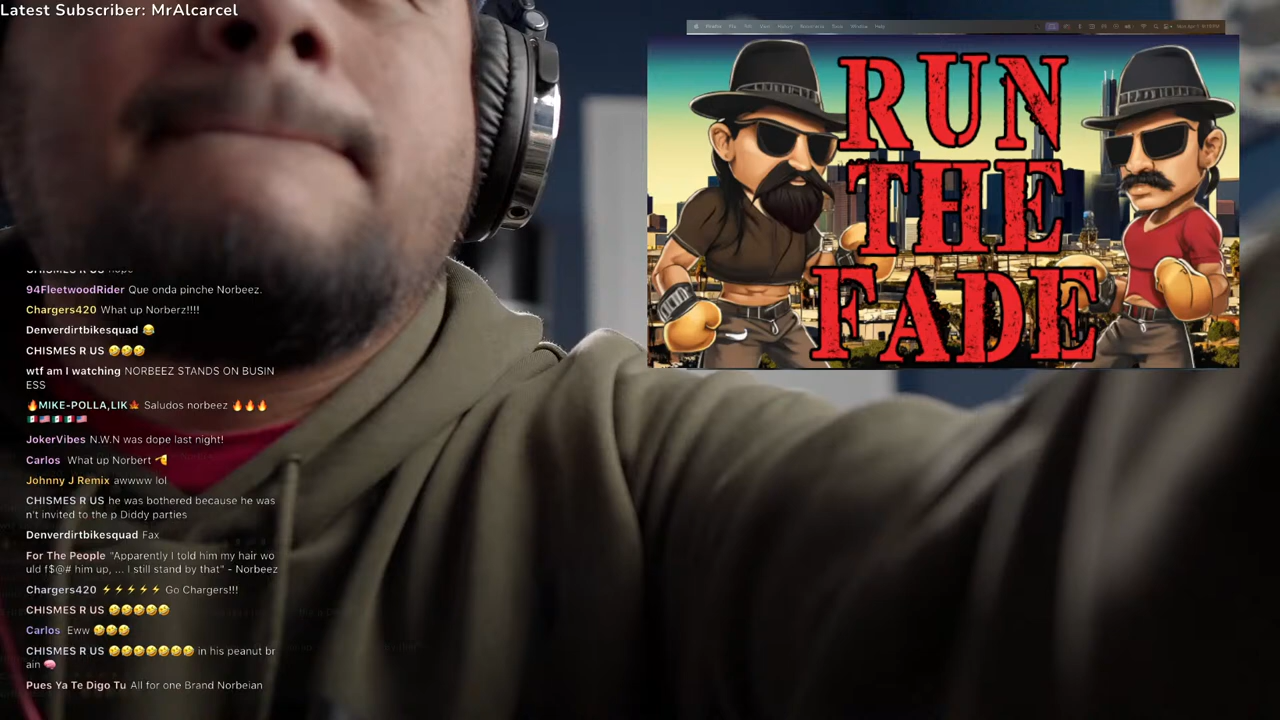 Latest Subscriber: MrAlcarcel
RUN
THE
FADE
CHISMES R US nope
94FleetwoodRider Que onda pinche Norbeez.
Chargers420 What up Norberz!!!!
Denverdirtbikesquad 😂
CHISMES R US 🤣🤣🤣
wtf am I watching NORBEEZ STANDS ON BUSIN
ESS
🔥MIKE-POLLA,LIK🍁 Saludos norbeez 🔥🔥🔥
🇲🇽🇺🇸🇲🇽🇲🇽🇺🇸
JokerVibes N.W.N was dope last night!
Carlos What up Norbert 🫡
Johnny J Remix awwww lol
CHISMES R US he was bothered because he was
n't invited to the p Diddy parties
Denverdirtbikesquad Fax
For The People "Apparently I told him my hair wo
uld f$@# him up, ... I still stand by that" - Norbeez
Chargers420 ⚡⚡⚡⚡⚡ Go Chargers!!!
CHISMES R US 🤣🤣🤣🤣🤣
Carlos Eww 🤣🤣🤣
CHISMES R US 🤣🤣🤣🤣🤣🤣🤣 in his peanut br
ain 🧠
Pues Ya Te Digo Tu All for one Brand Norbeian